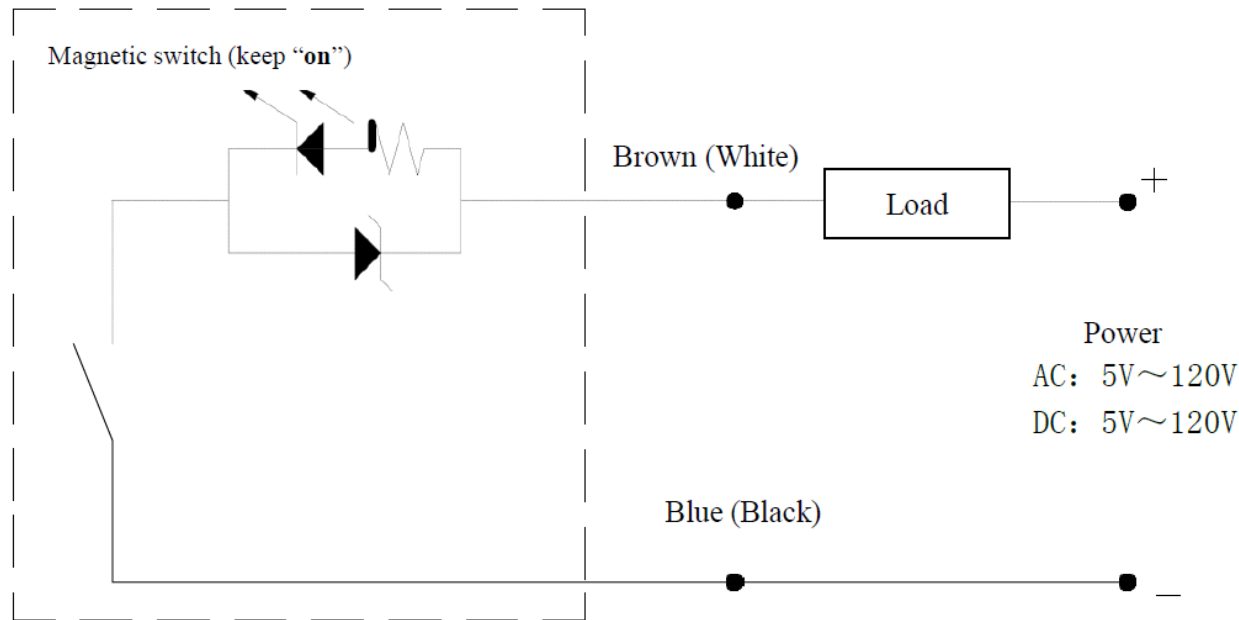 Magnetic switch (keep “on”)
Brown (White)
Load
+
Power
AC: 5V～120V
DC: 5V～120V
Blue (Black)
—